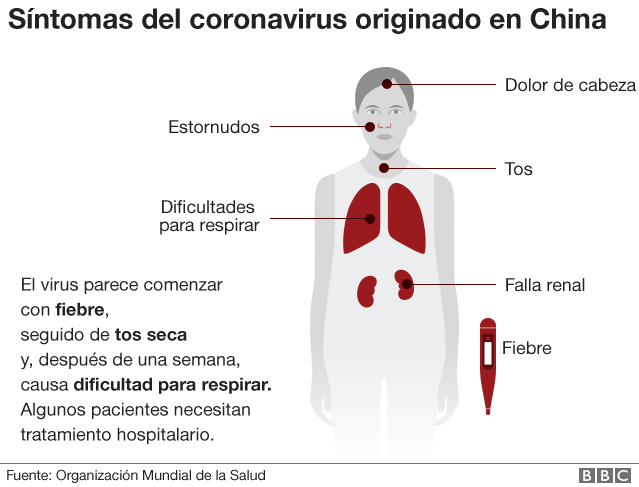 Síntomas del coronavirus originado en China
Dolor de cabeza
Estornudos
Tos
Dificultades
para respirar
Falla renal
Fiebre
El virus parece comenzar
con fiebre,
seguido de tos seca
y, después de una semana,
causa dificultad para respirar.
Algunos pacientes necesitan
tratamiento hospitalario.
Fuente: Organización Mundial de la Salud
BBC